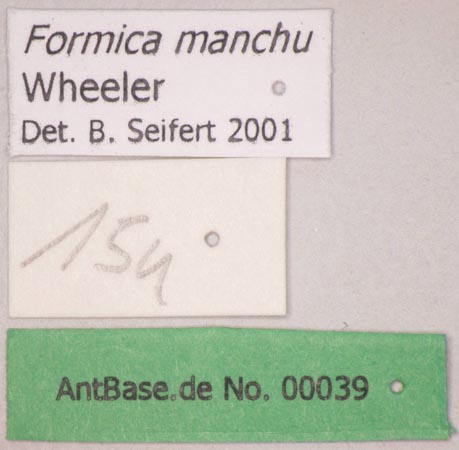 Formica manchu
Wheeler
Det. B. Seifert 2001
154
AntBase.de No. 00039